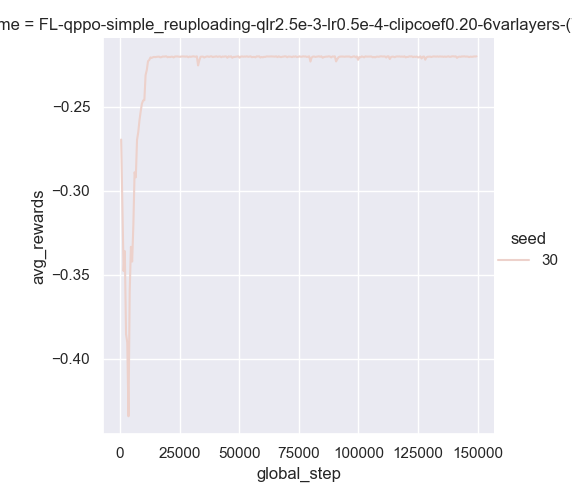 me = FL-qppo-simple_reuploading-qlr2.5e-3-lr0.5e-4-clipcoef0.20-6varlayers-(
−0.25
−0.30
−0.35
−0.40
avg_rewards
seed
30
0 25000 50000 75000 100000 125000 150000
global_step